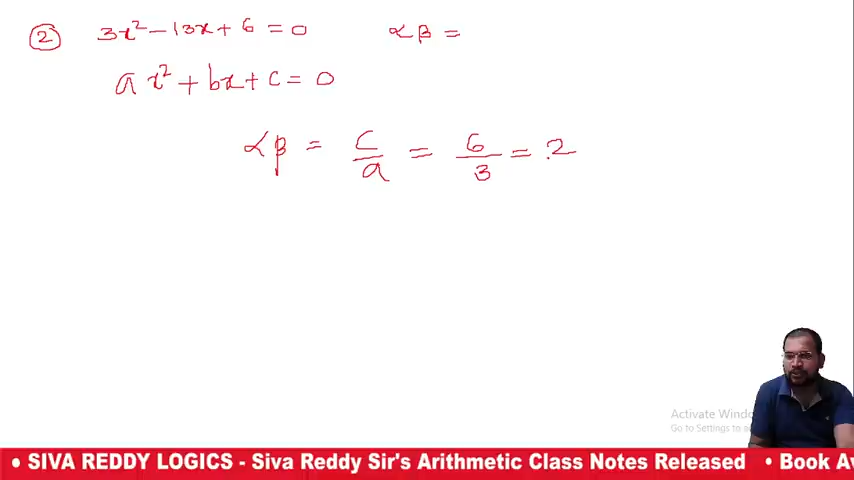 ② 3x² - 13x + 6 = 0 αβ =
ax² + bx + c = 0
αβ = c/a = 6/3 = 2
Activate Windo
Go to Settings to a
• SIVA REDDY LOGICS - Siva Reddy Sir's Arithmetic Class Notes Released • Book Av